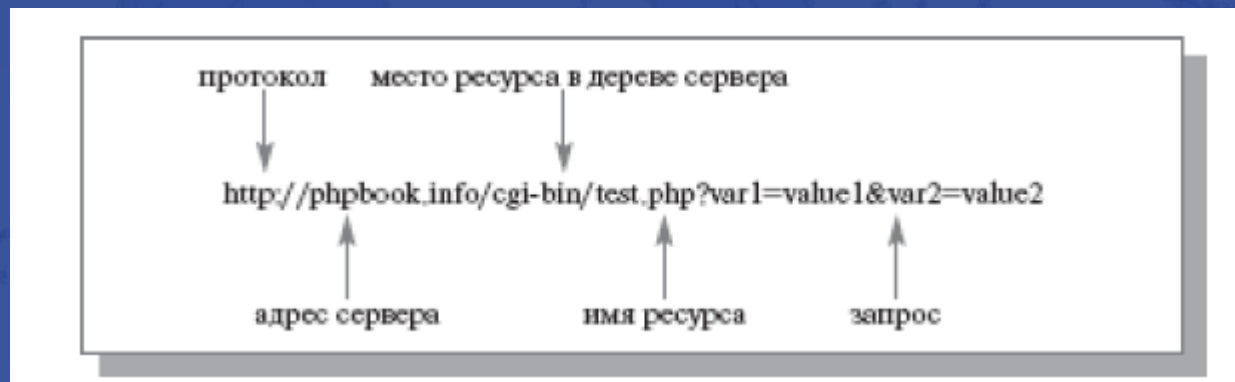 протокол место ресурса в дереве сервера
http://phpbook.info/cgi-bin/test.php?var1=value1&var2=value2
адрес сервера имя ресурса запрос